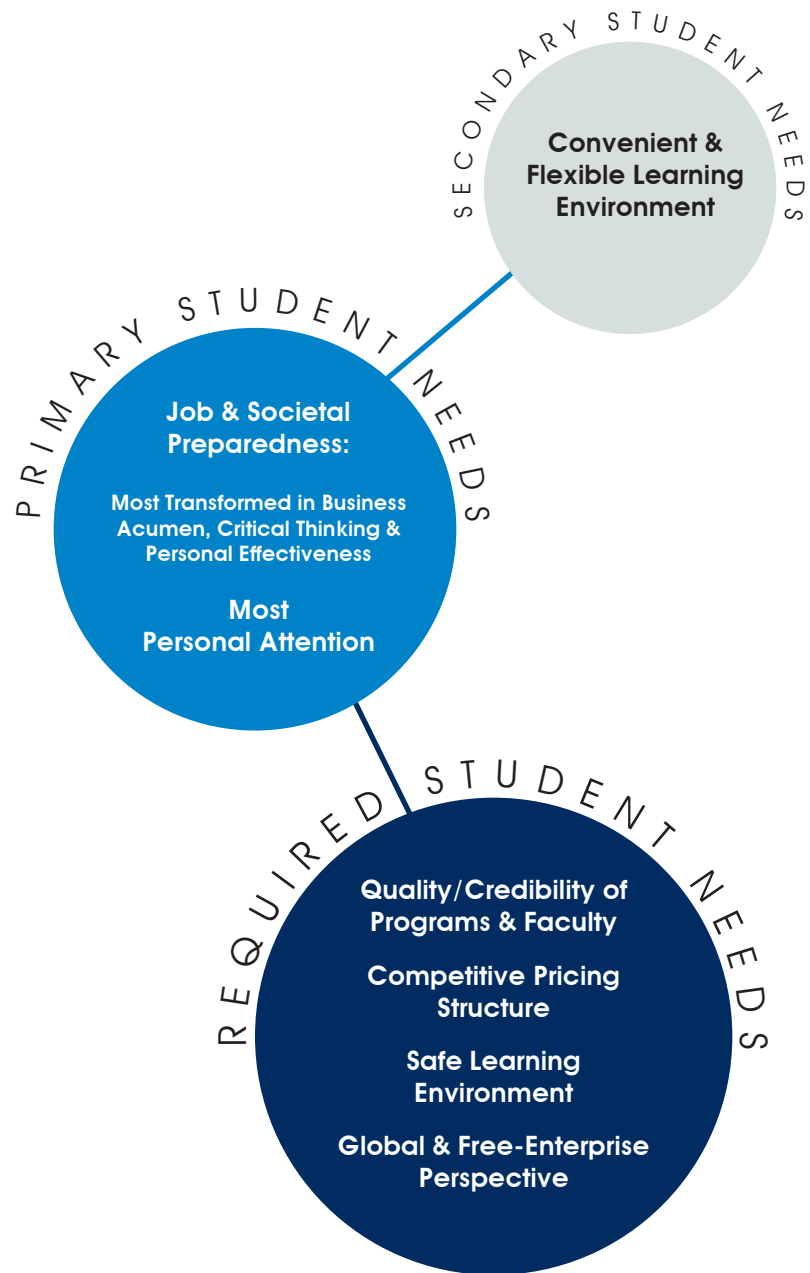 SECONDARY STUDENT NEEDS
Convenient &
Flexible Learning
Environment
PRIMARY STUDENT NEEDS
Job & Societal
Preparedness:
Most Transformed in Business
Acumen, Critical Thinking &
Personal Effectiveness
Most
Personal Attention
REQUIRED STUDENT NEEDS
Quality/Credibility of
Programs & Faculty
Competitive Pricing
Structure
Safe Learning
Environment
Global & Free-Enterprise
Perspective